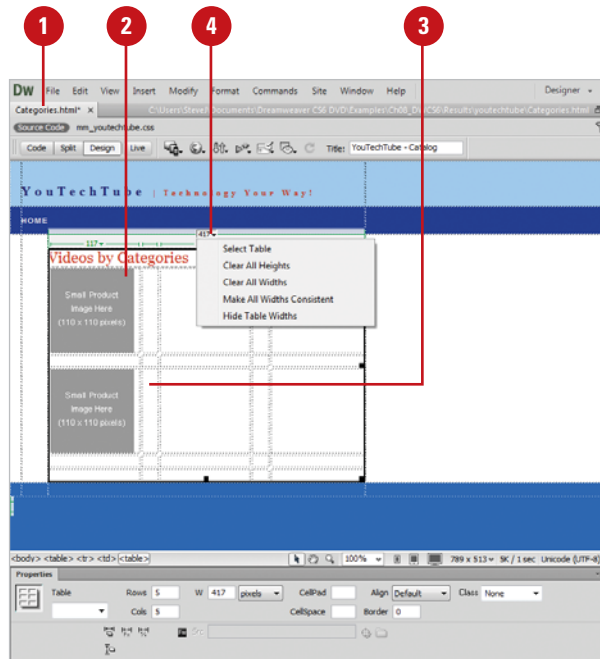 1 2 4 3
DW File Edit View Insert Modify Format Commands Site Window Help Designer
Categories.html* × C:\Users\SteveJ\Documents\Dreamweaver CS6 DVD\Examples\Ch08_DWCS6\Results\youtechtube\Categories.html
Source Code mm_youtechtube.css
Code Split Design Live Title: YouTechTube - Catalog
YouTechTube | Technology Your Way!
HOME
417
117
Select Table
Videos by Categories
Clear All Heights
Clear All Widths
Make All Widths Consistent
Hide Table Widths
Small Product
Image Here
(110 x 110 pixels)
Small Product
Image Here
(110 x 110 pixels)
<body> <table> <tr> <td> <table> 100% 789 x 513 5K / 1 sec Unicode (UTF-8)
Properties
Table Rows 5 W 417 pixels CellPad Align Default Class None
Cols 5 CellSpace Border 0
Src